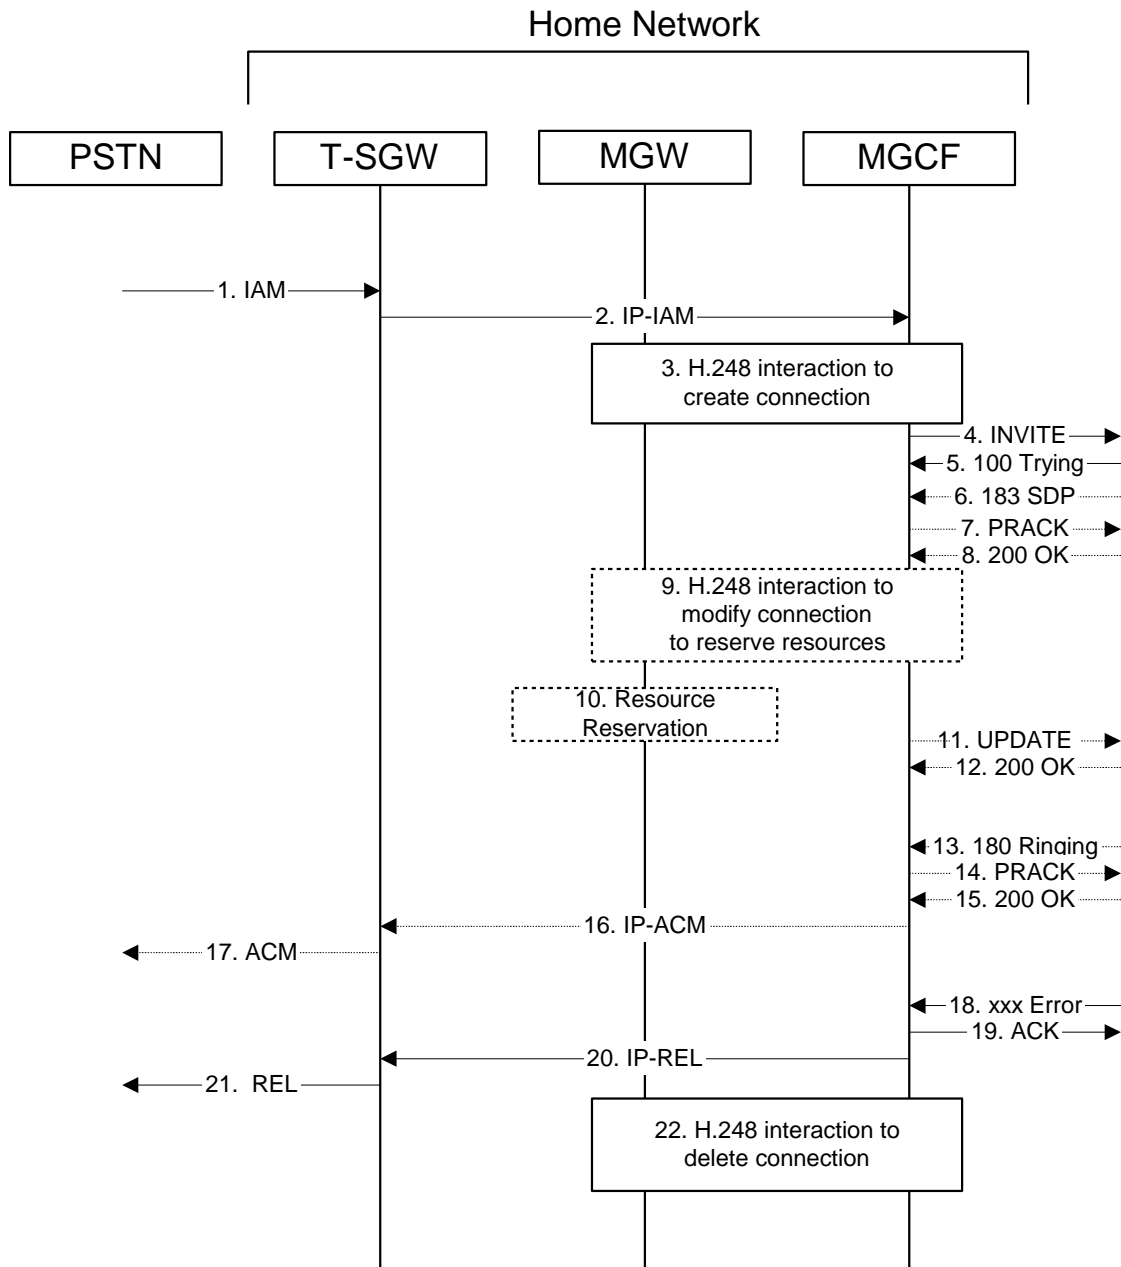 Home Network
PSTN
T-SGW
MGW
MGCF
1. IAM
2. IP-IAM
3. H.248 interaction to
create connection
4. INVITE
5. 100 Trying
6. 183 SDP
7. PRACK
8. 200 OK
9. H.248 interaction to
modify connection
to reserve resources
10. Resource
Reservation
11. UPDATE
12. 200 OK
13. 180 Ringing
14. PRACK
15. 200 OK
16. IP-ACM
17. ACM
18. xxx Error
19. ACK
20. IP-REL
21. REL
22. H.248 interaction to
delete connection